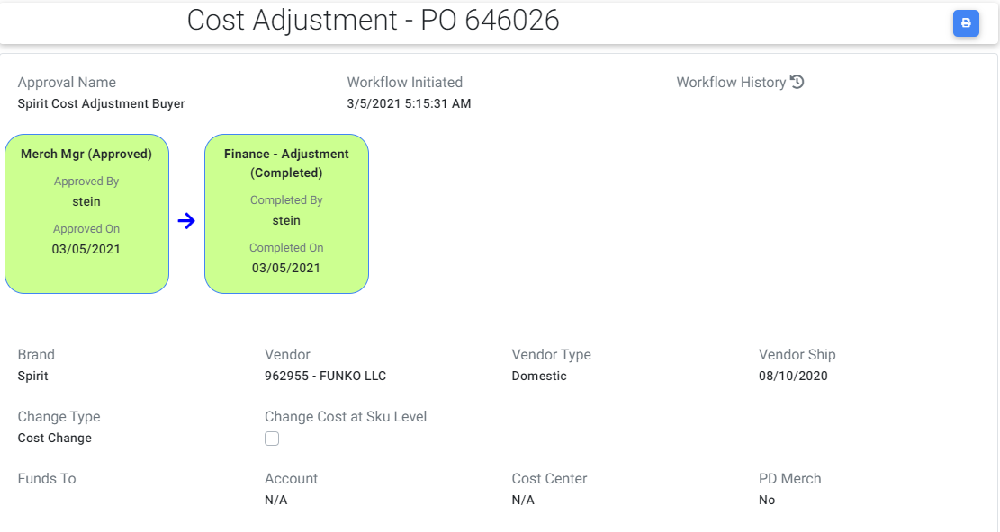 Cost Adjustment - PO 646026
Approval Name
Spirit Cost Adjustment Buyer
Workflow Initiated
3/5/2021 5:15:31 AM
Workflow History
Merch Mgr (Approved)
Approved By
stein
Approved On
03/05/2021
Finance - Adjustment
(Completed)
Completed By
stein
Completed On
03/05/2021
Brand
Spirit
Vendor
962955 - FUNKO LLC
Vendor Type
Domestic
Vendor Ship
08/10/2020
Change Type
Cost Change
Change Cost at Sku Level
Funds To
Account
N/A
Cost Center
N/A
PD Merch
No